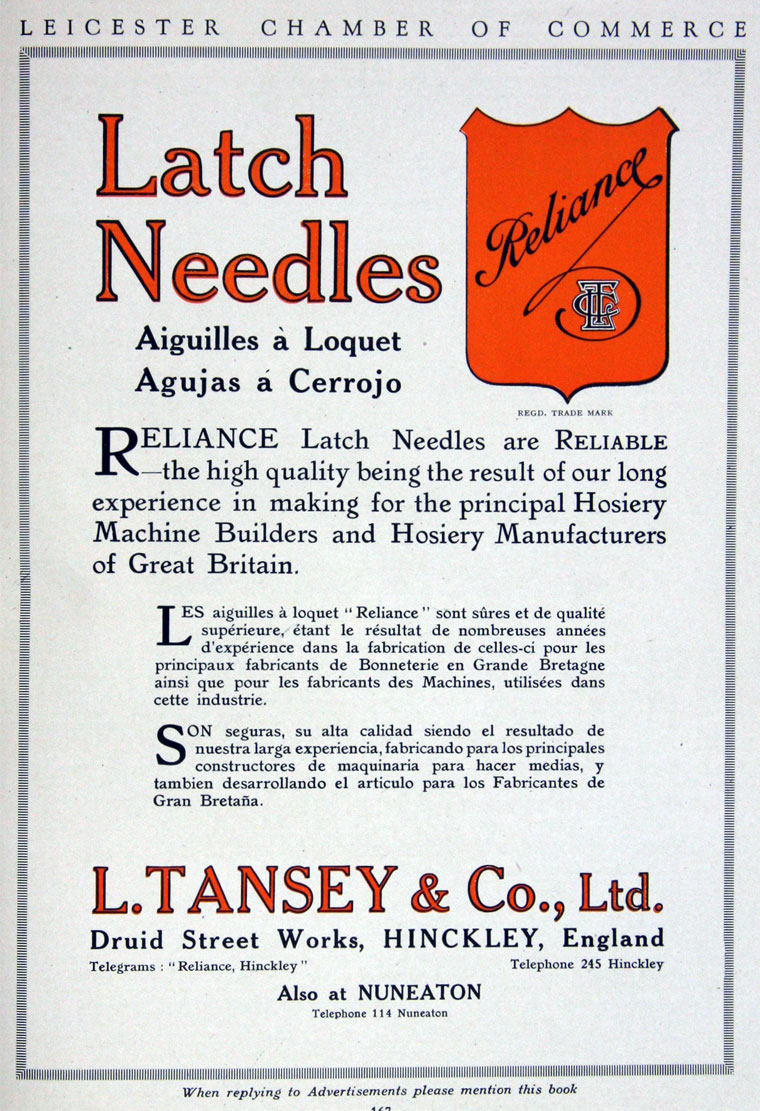 LEICESTER CHAMBER OF COMMERCE
Latch
Needles
Aiguilles à Loquet
Agujas á Cerrojo
Reliance
REGD. TRADE MARK
RELIANCE Latch Needles are RELIABLE
—the high quality being the result of our long
experience in making for the principal Hosiery
Machine Builders and Hosiery Manufacturers
of Great Britain.
LES aiguilles à loquet "Reliance" sont sûres et de qualité
supérieure, étant le résultat de nombreuses années
d'expérience dans la fabrication de celles-ci pour les
principaux fabricants de Bonneterie en Grande Bretagne
ainsi que pour les fabricants des Machines, utilisées dans
cette industrie.
SON seguras, su alta calidad siendo el resultado de
nuestra larga experiencia, fabricando para los principales
constructores de maquinaria para hacer medias, y
tambien desarrollando el articulo para los Fabricantes de
Gran Bretaña.
L. TANSEY & Co., Ltd.
Druid Street Works, HINCKLEY, England
Telegrams : "Reliance, Hinckley" Telephone 245 Hinckley
Also at NUNEATON
Telephone 114 Nuneaton
When replying to Advertisements please mention this book